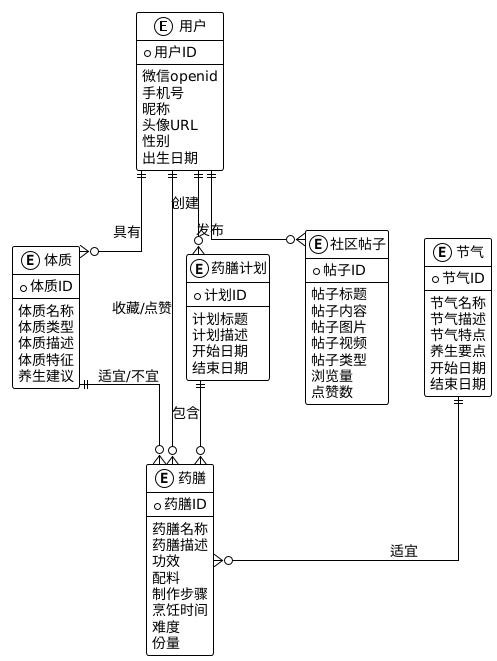 E 用户
用户ID
微信openid
手机号
昵称
头像URL
性别
出生日期
创建
发布
具有
收藏/点赞
E 体质
体质ID
体质名称
体质类型
体质描述
体质特征
养生建议
E 药膳计划
计划ID
计划标题
计划描述
开始日期
结束日期
E 社区帖子
帖子ID
帖子标题
帖子内容
帖子图片
帖子视频
帖子类型
浏览量
点赞数
E 节气
节气ID
节气名称
节气描述
节气特点
养生要点
开始日期
结束日期
适宜/不宜
包含
E 药膳
药膳ID
药膳名称
药膳描述
功效
配料
制作步骤
烹饪时间
难度
份量
适宜